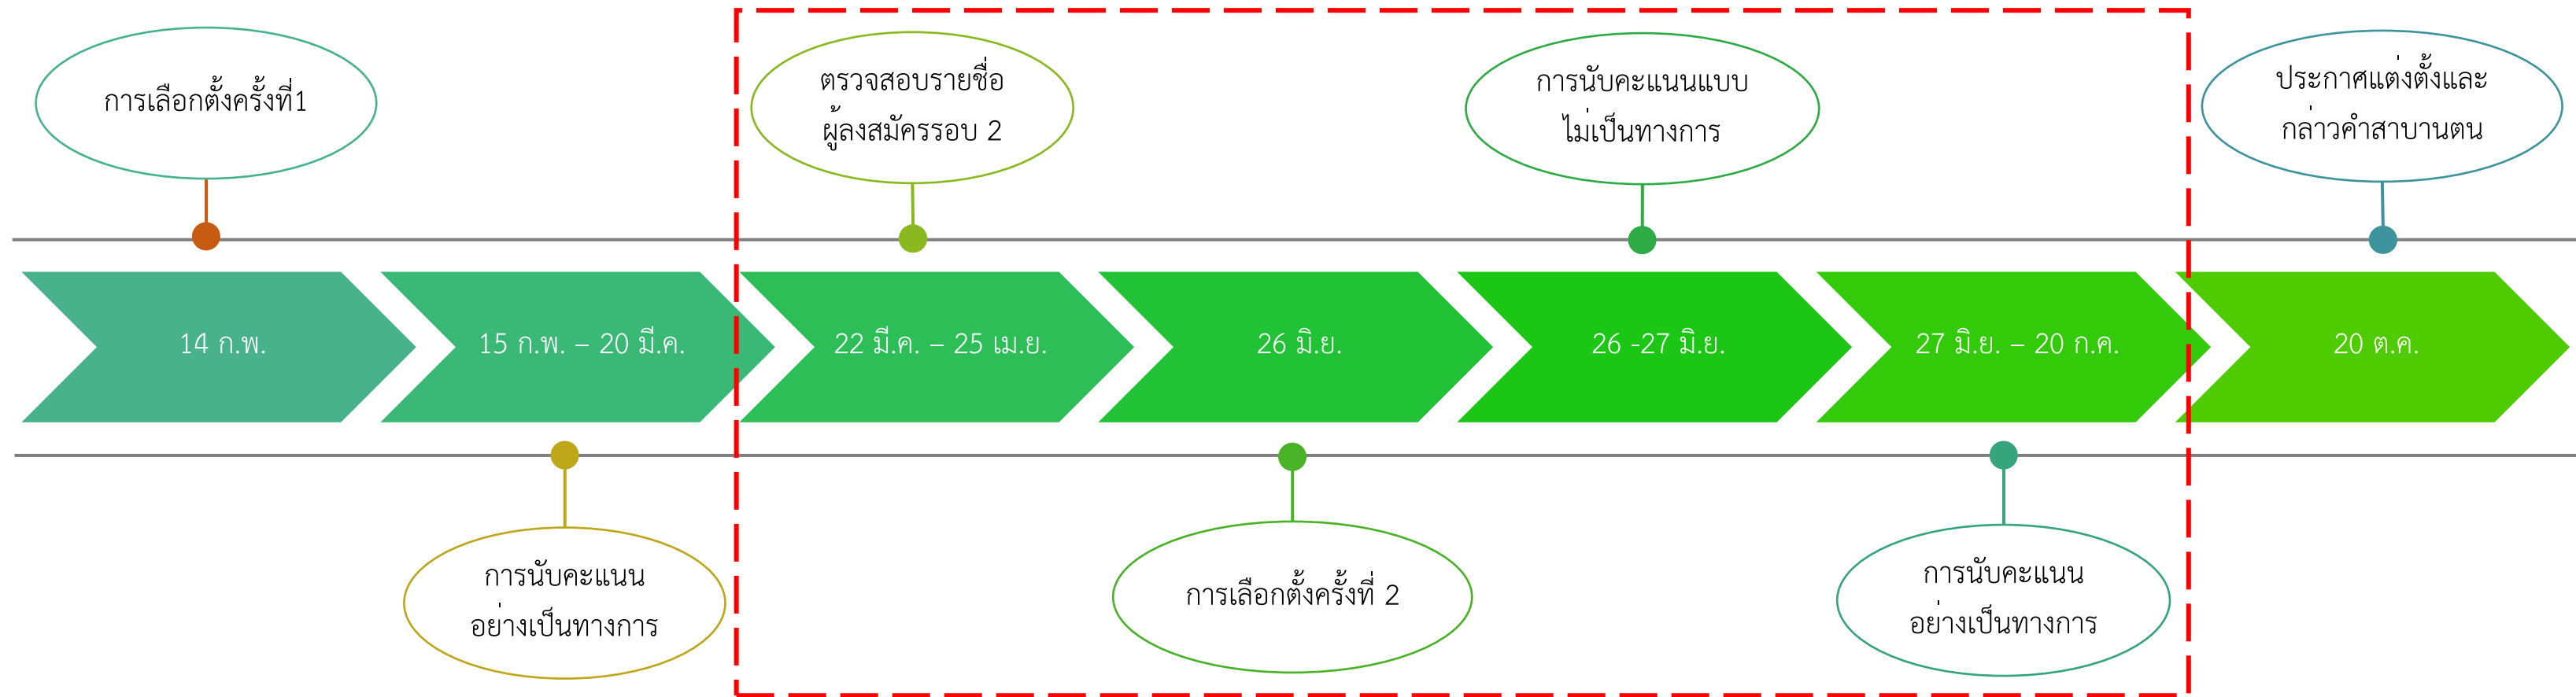 การเลือกตั้งครั้งที่1
ตรวจสอบรายชื่อ
ผู้ลงสมัครรอบ 2
การนับคะแนนแบบ
ไม่เป็นทางการ
ประกาศแต่งตั้งและ
กล่าวคำสาบานตน
14 ก.พ.
15 ก.พ. – 20 มี.ค.
22 มี.ค. – 25 เม.ย.
26 มิ.ย.
26 -27 มิ.ย.
27 มิ.ย. – 20 ก.ค.
20 ต.ค.
การนับคะแนน
อย่างเป็นทางการ
การเลือกตั้งครั้งที่ 2
การนับคะแนน
อย่างเป็นทางการ